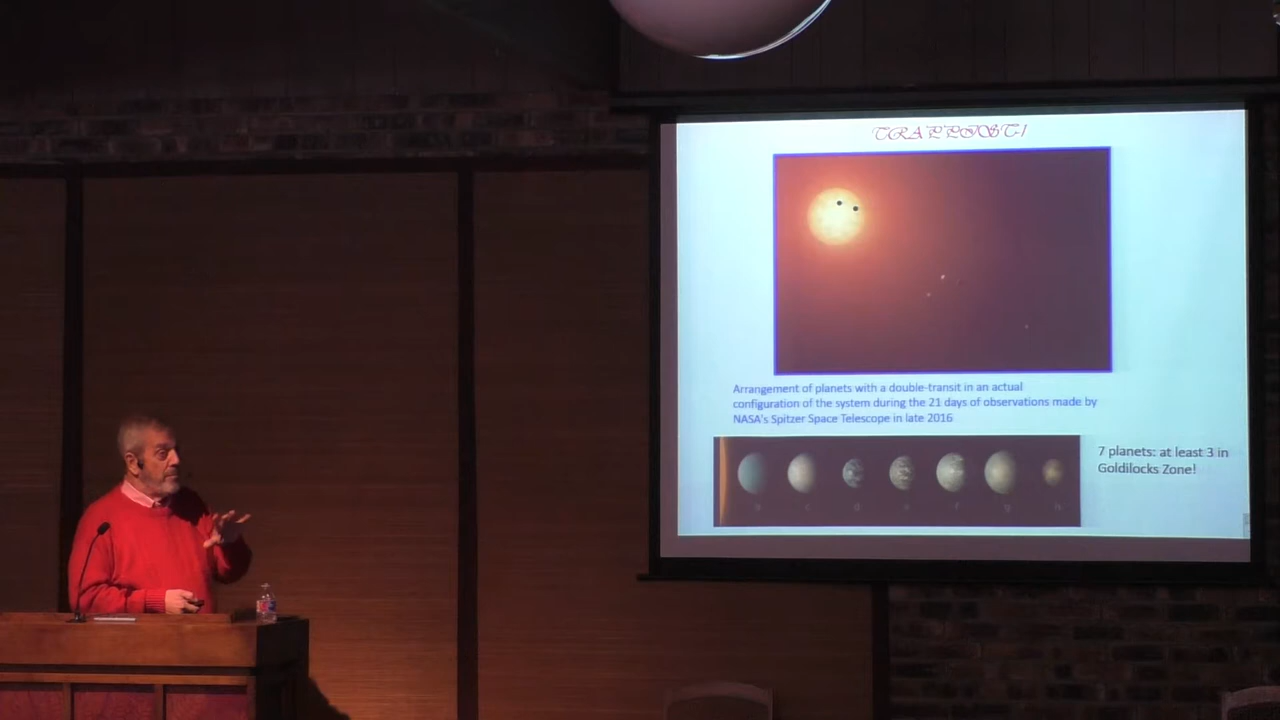 TRAPPIST-1
Arrangement of planets with a double-transit in an actual
configuration of the system during the 21 days of observations made by
NASA's Spitzer Space Telescope in late 2016
7 planets: at least 3 in
Goldilocks Zone!
b c d e f g h